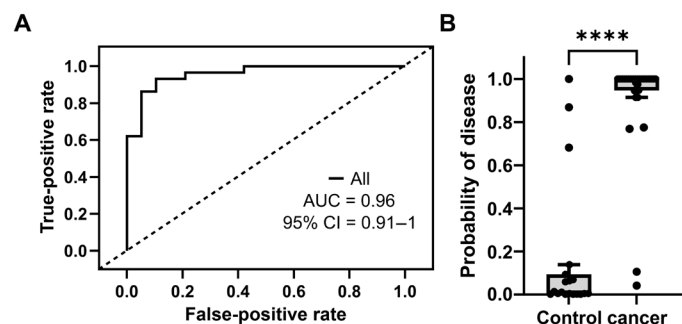 A
True-positive rate
1.0
0.8
0.6
0.4
0.2
0.0
All
AUC = 0.96
95% CI = 0.91–1
0.0 0.2 0.4 0.6 0.8 1.0
False-positive rate
B
****
Probability of disease
1.0
0.8
0.6
0.4
0.2
0.0
Control cancer